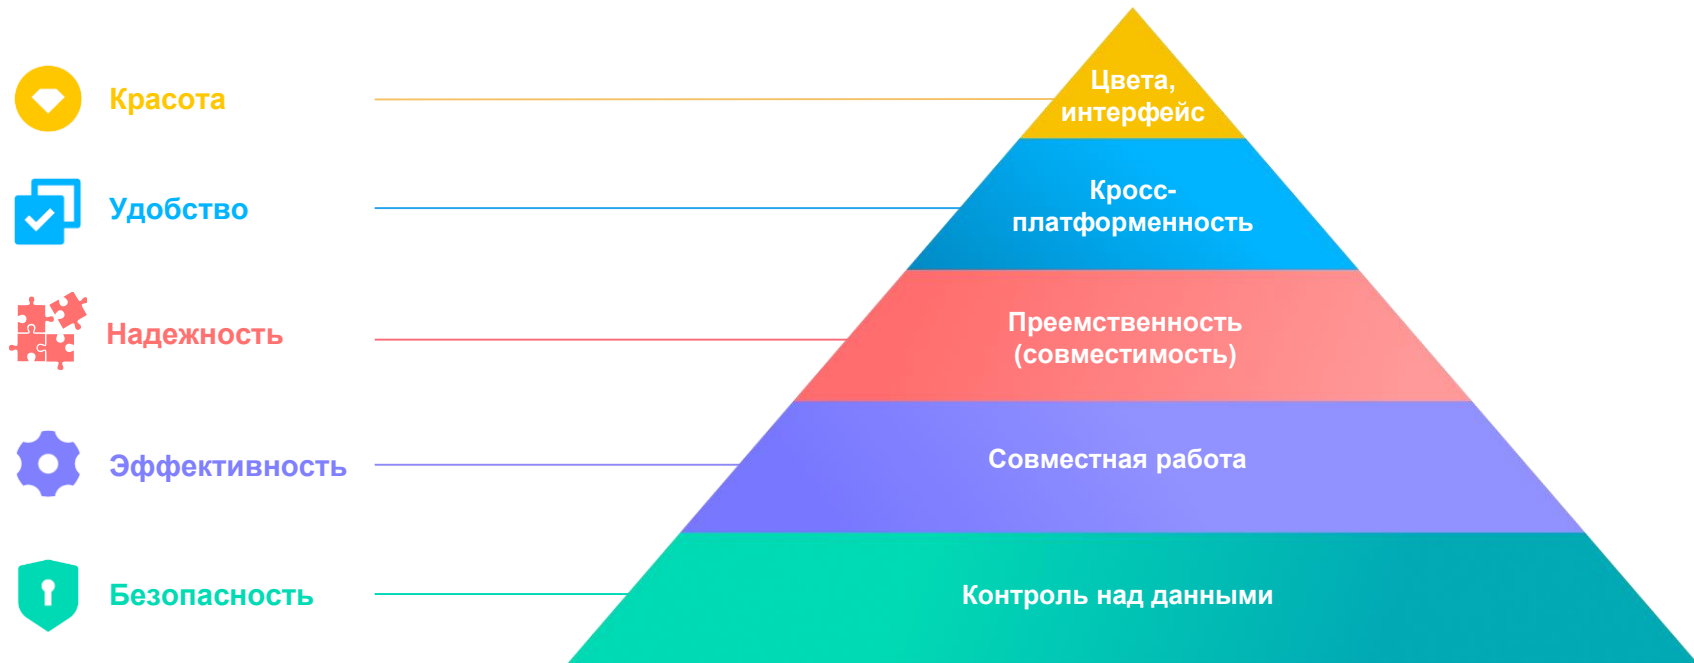 Красота
Цвета,
интерфейс
Удобство
Кросс-
платформенность
Надежность
Преемственность
(совместимость)
Эффективность
Совместная работа
Безопасность
Контроль над данными